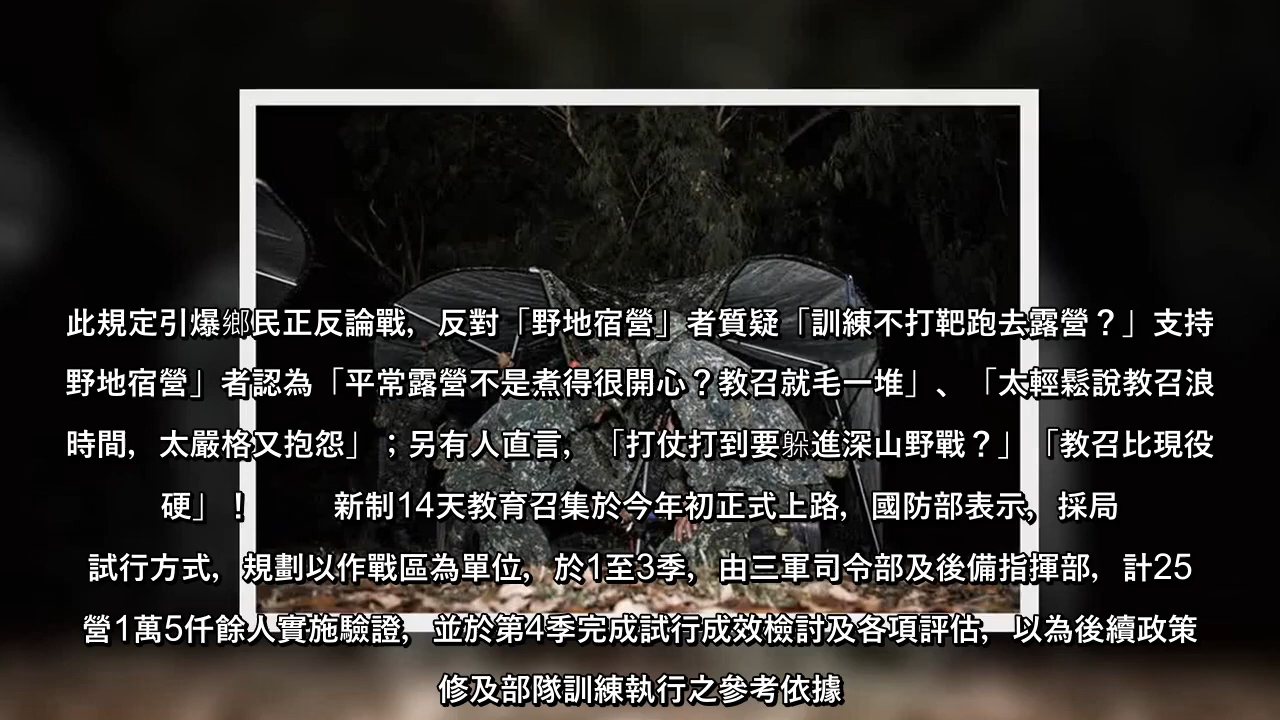 此規定引爆鄉民正反論戰，反對「野地宿營」者質疑「訓練不打靶跑去露營？」支持
野地宿營」者認為「平常露營不是煮得很開心？教召就毛一堆」、「太輕鬆說教召浪
時間，太嚴格又抱怨」；另有人直言，「打仗打到要躲進深山野戰？」「教召比現役
硬」！ 新制14天教育召集於今年初正式上路，國防部表示，採局
試行方式，規劃以作戰區為單位，於1至3季，由三軍司令部及後備指揮部，計25
營1萬5仟餘人實施驗證，並於第4季完成試行成效檢討及各項評估，以為後續政策
修及部隊訓練執行之參考依據